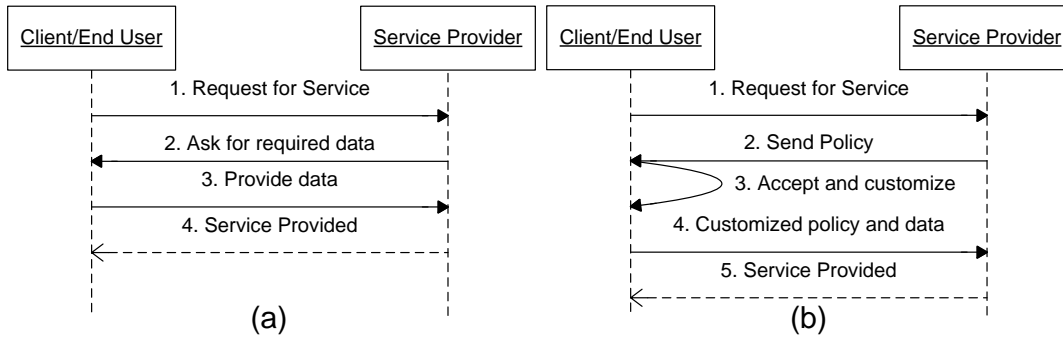 Client/End User
Service Provider
1. Request for Service
2. Ask for required data
3. Provide data
4. Service Provided
(a)
Client/End User
Service Provider
1. Request for Service
2. Send Policy
3. Accept and customize
4. Customized policy and data
5. Service Provided
(b)